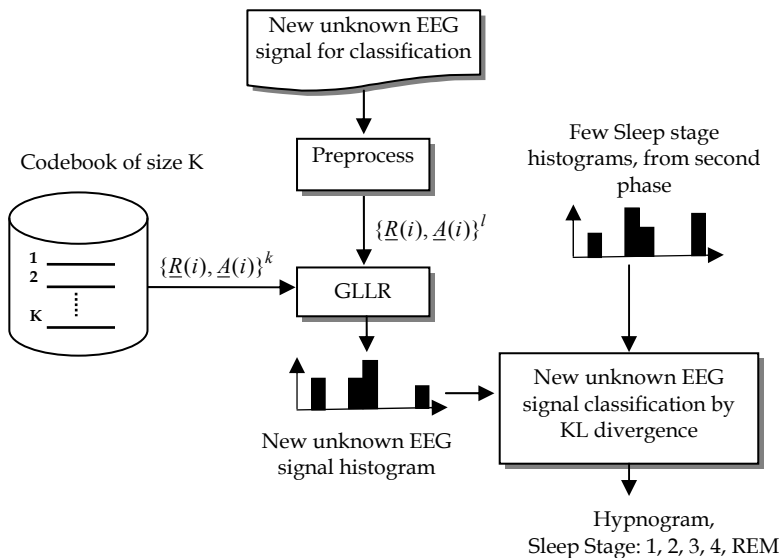 New unknown EEG
signal for classification
Preprocess
Few Sleep stage
histograms, from second
phase
Codebook of size K
{R(i), A(i)}^l
1
2
K
{R(i), A(i)}^k
GLLR
New unknown EEG
signal classification by
KL divergence
New unknown EEG
signal histogram
Hypnogram,
Sleep Stage: 1, 2, 3, 4, REM